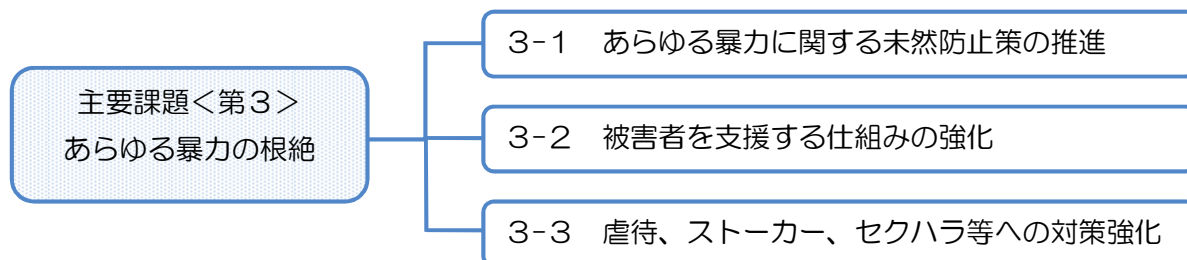 主要課題＜第３＞
あらゆる暴力の根絶
３-１　あらゆる暴力に関する未然防止策の推進
３-２　被害者を支援する仕組みの強化
３-３　虐待、ストーカー、セクハラ等への対策強化